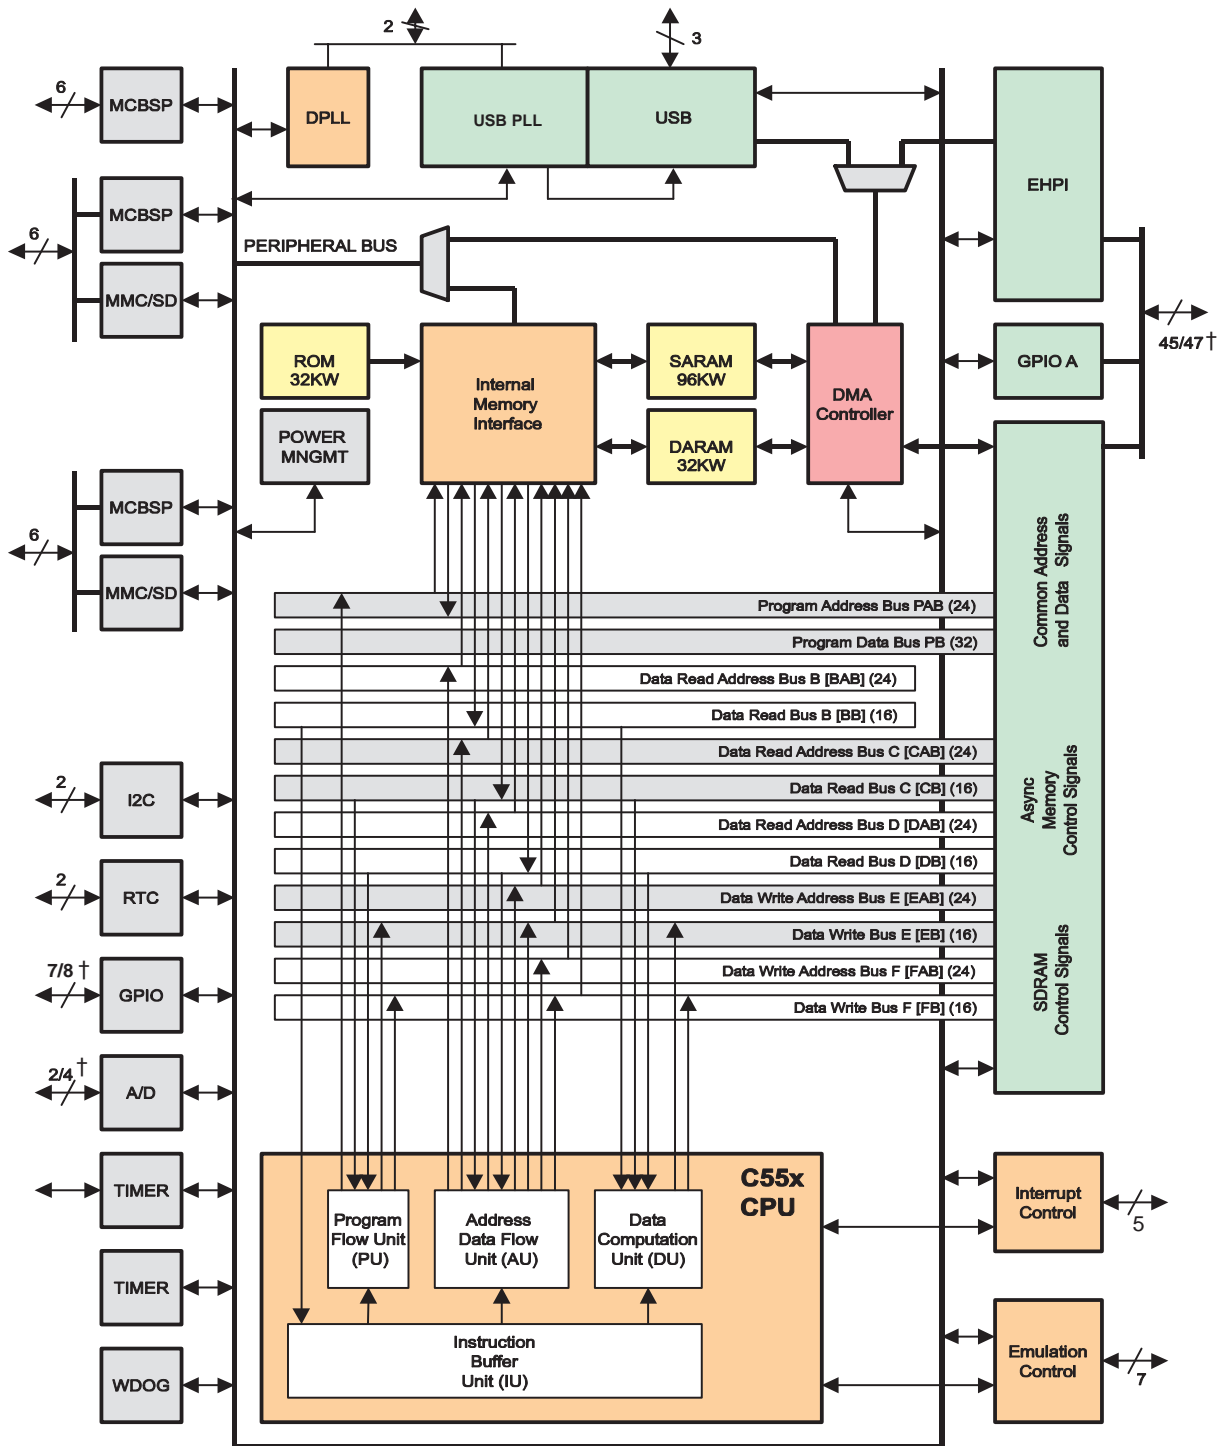 2
3
6
MCBSP
DPLL
USB PLL
USB
EHPI
6
MCBSP
MMC/SD
PERIPHERAL BUS
45/47†
ROM
32KW
Internal
Memory
Interface
SARAM
96KW
DMA
Controller
GPIO A
POWER
MNGMT
DARAM
32KW
6
MCBSP
MMC/SD
Common Address
and Data Signals
Async
Memory
Control Signals
SDRAM
Control Signals
Program Address Bus PAB (24)
Program Data Bus PB (32)
Data Read Address Bus B [BAB] (24)
Data Read Bus B [BB] (16)
Data Read Address Bus C [CAB] (24)
Data Read Bus C [CB] (16)
Data Read Address Bus D [DAB] (24)
Data Read Bus D [DB] (16)
Data Write Address Bus E [EAB] (24)
Data Write Bus E [EB] (16)
Data Write Address Bus F [FAB] (24)
Data Write Bus F [FB] (16)
2
I2C
2
RTC
7/8 †
GPIO
2/4 †
A/D
TIMER
TIMER
WDOG
C55x
CPU
Program
Flow Unit
(PU)
Address
Data Flow
Unit (AU)
Data
Computation
Unit (DU)
Instruction
Buffer
Unit (IU)
Interrupt
Control
5
Emulation
Control
7